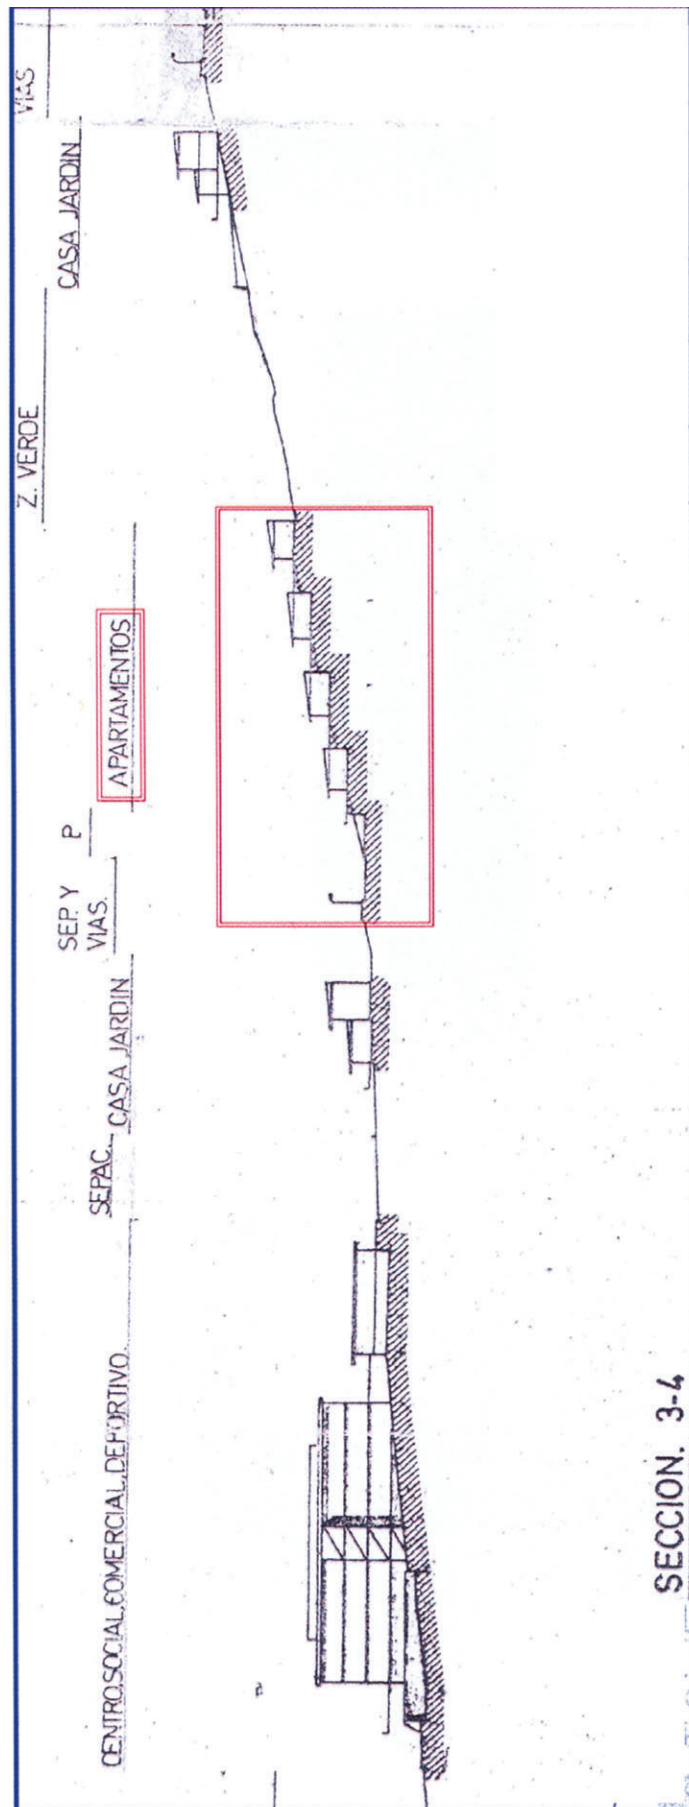 CENTRO,SOCIAL,COMERCIAL,DEPORTIVO.
SEPAC.
CASA JARDIN
SEP. Y
VIAS.
P
APARTAMENTOS
Z. VERDE
CASA JARDIN
VIAS
SECCION. 3-4